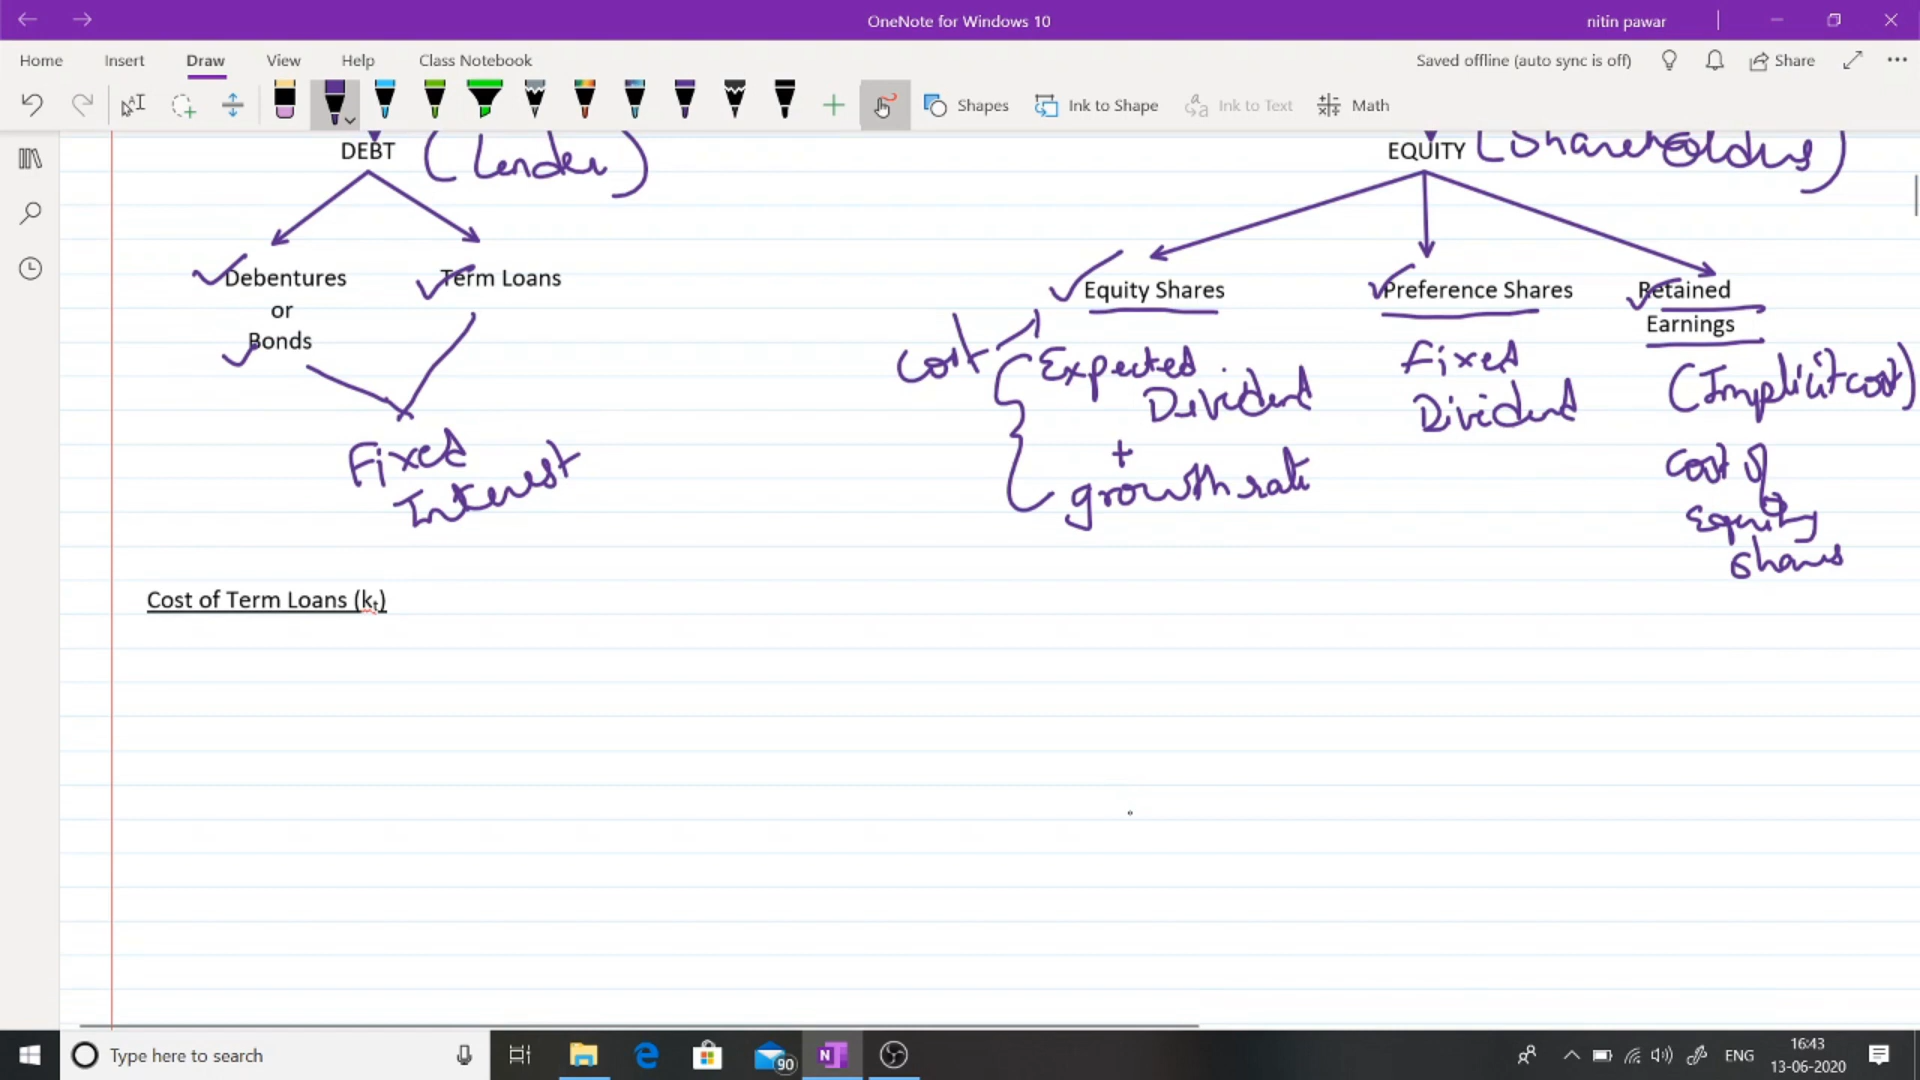 OneNote for Windows 10
nitin pawar
Home
Insert
Draw
View
Help
Class Notebook
Saved offline (auto sync is off)
Share
Shapes
Ink to Shape
Ink to Text
Math
DEBT (Lender)
EQUITY (Shareholders)
Debentures
or
Bonds
Term Loans
Fixed
Interest
Equity Shares
Preference Shares
Retained
Earnings
Cost
Expected
Dividend
+
growth rate
Fixed
Dividend
(Implicit cost)
Cost of
Equity
Shares
Cost of Term Loans (kt)
Type here to search
90
ENG
16:43
13-06-2020